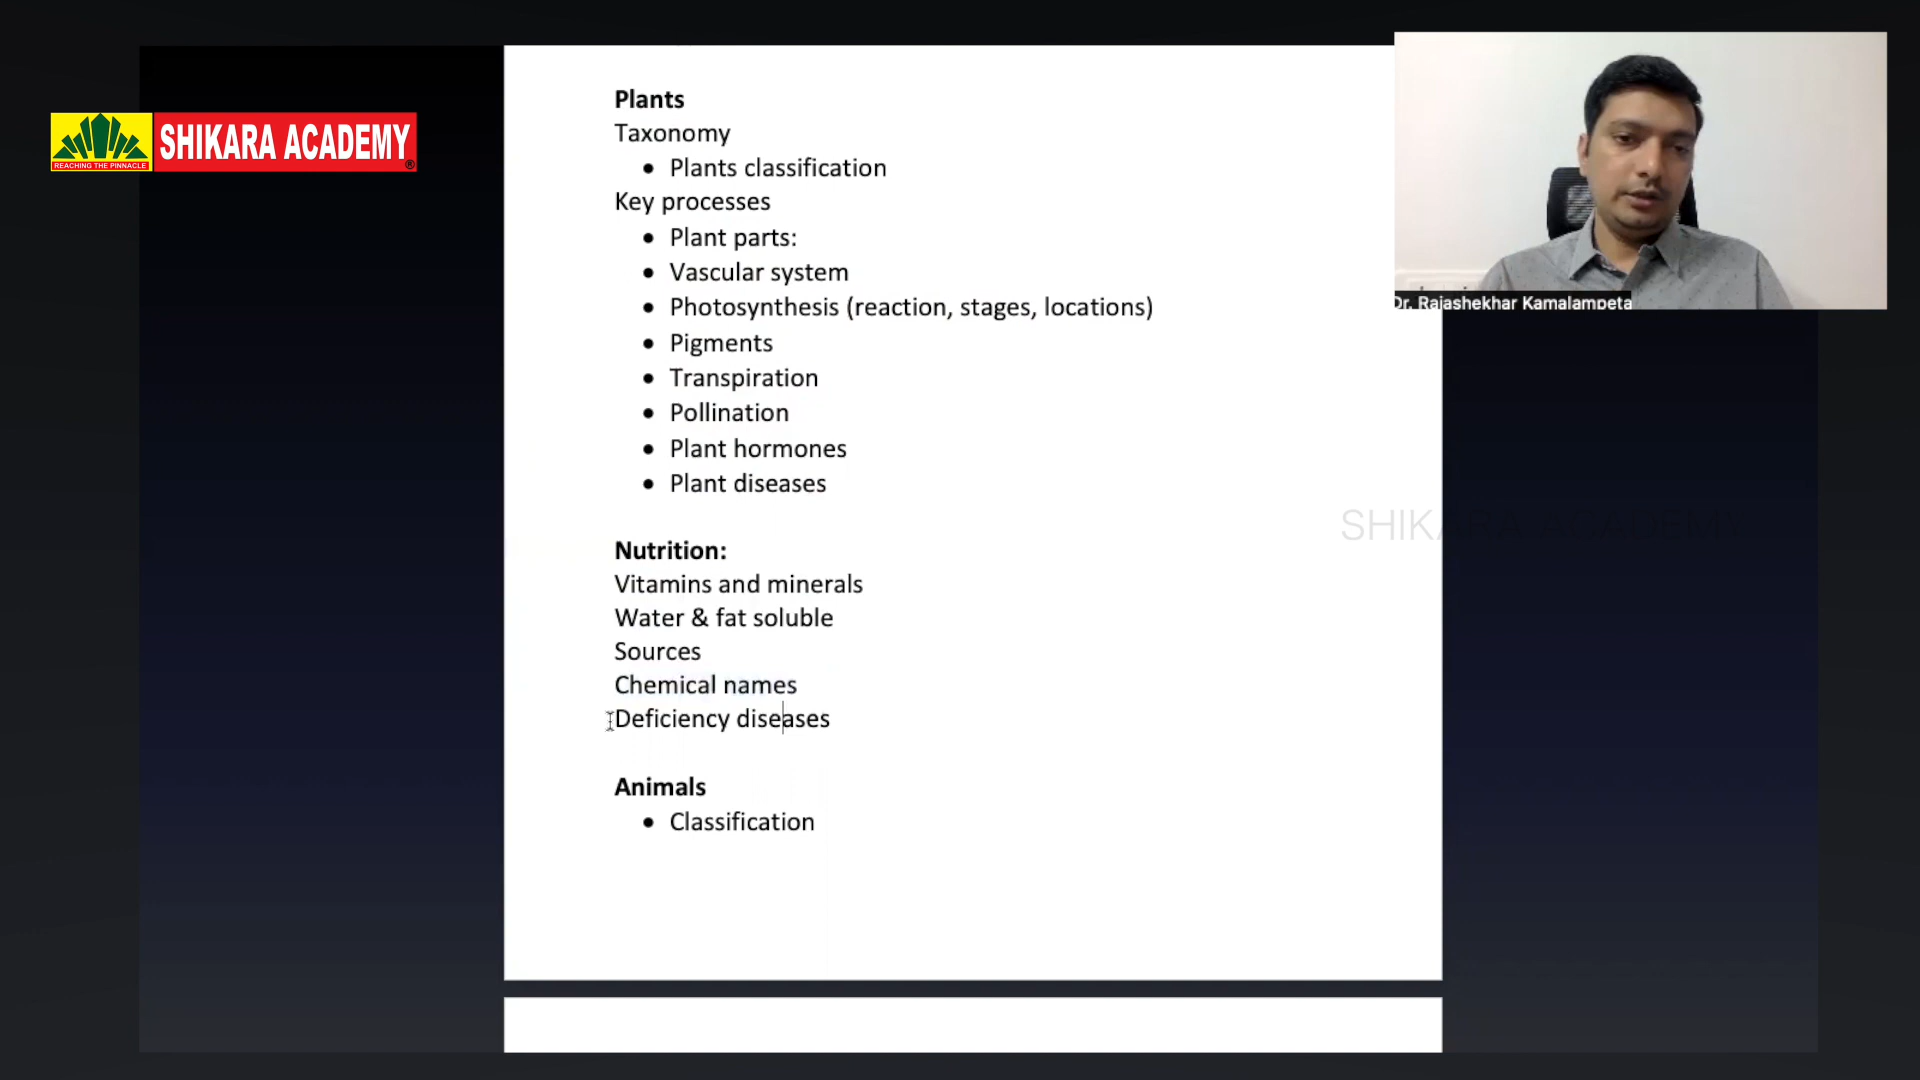 SHIKARA ACADEMY
REACHING THE PINNACLE
Plants
Taxonomy
• Plants classification
Key processes
• Plant parts:
• Vascular system
• Photosynthesis (reaction, stages, locations)
• Pigments
• Transpiration
• Pollination
• Plant hormones
• Plant diseases
Nutrition:
Vitamins and minerals
Water & fat soluble
Sources
Chemical names
Deficiency diseases
Animals
• Classification
Dr. Rajashekhar Kamalampeta
SHIKARA ACADEMY